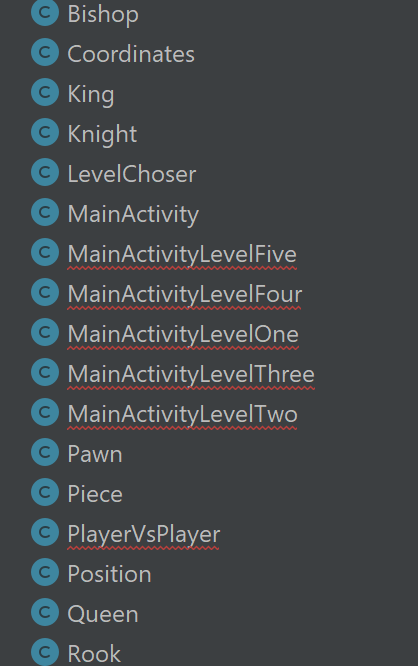 C Bishop
C Coordinates
C King
C Knight
C LevelChoser
C MainActivity
C MainActivityLevelFive
C MainActivityLevelFour
C MainActivityLevelOne
C MainActivityLevelThree
C MainActivityLevelTwo
C Pawn
C Piece
C PlayerVsPlayer
C Position
C Queen
C Rook